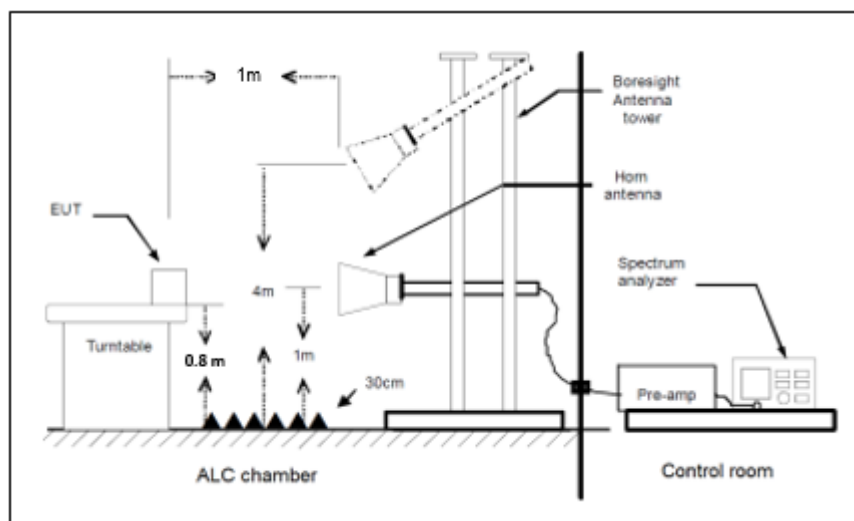 1m
Boresight
Antenna
tower
Horn
antenna
EUT
Spectrum
analyzer
4m
Turntable
0.8 m
1m
30cm
Pre-amp
ALC chamber
Control room